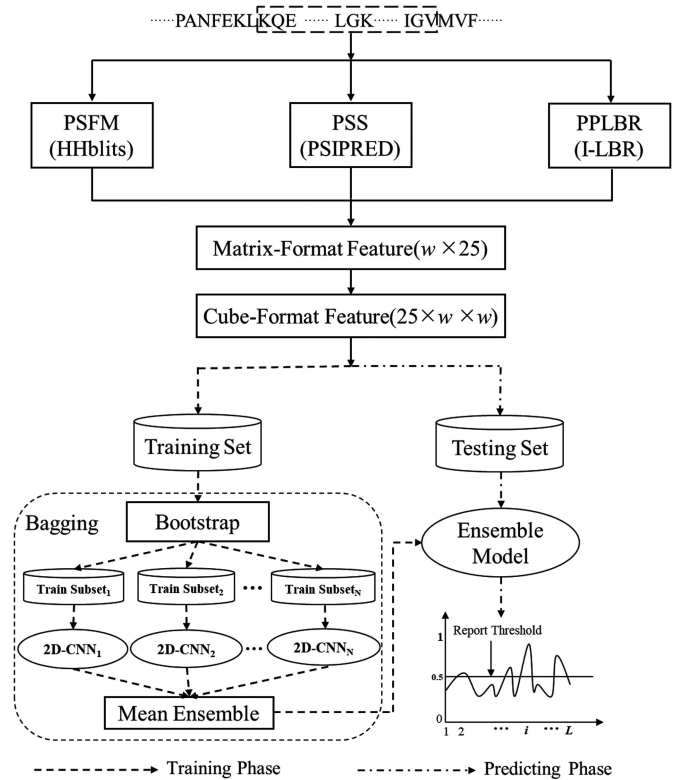 ······PANFEKLKQE ······ LGK ······ IGVMVF······
PSFM
(HHblits)
PSS
(PSIPRED)
PPLBR
(I-LBR)
Matrix-Format Feature(w×25)
Cube-Format Feature(25×w×w)
Training Set
Testing Set
Bagging
Bootstrap
Ensemble
Model
Train Subset₁
Train Subset₂
···
Train Subset_N
2D-CNN₁
2D-CNN₂
···
2D-CNN_N
Mean Ensemble
Report Threshold
1
0.5
0
1 2 ··· i ··· L
Training Phase
Predicting Phase